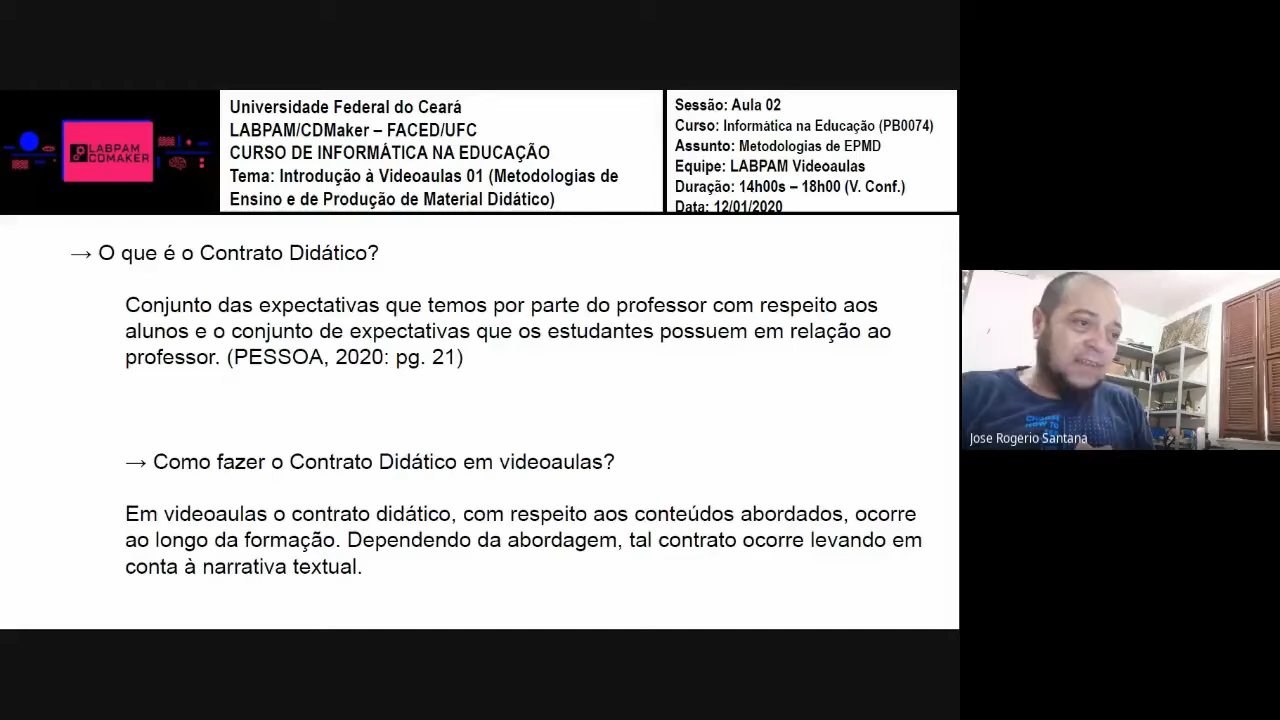 LABPAM
CDMAKER
Universidade Federal do Ceará
LABPAM/CDMaker – FACED/UFC
CURSO DE INFORMÁTICA NA EDUCAÇÃO
Tema: Introdução à Videoaulas 01 (Metodologias de
Ensino e de Produção de Material Didático)
Sessão: Aula 02
Curso: Informática na Educação (PB0074)
Assunto: Metodologias de EPMD
Equipe: LABPAM Videoaulas
Duração: 14h00s – 18h00 (V. Conf.)
Data: 12/01/2020
→ O que é o Contrato Didático?
Conjunto das expectativas que temos por parte do professor com respeito aos
alunos e o conjunto de expectativas que os estudantes possuem em relação ao
professor. (PESSOA, 2020: pg. 21)
→ Como fazer o Contrato Didático em videoaulas?
Em videoaulas o contrato didático, com respeito aos conteúdos abordados, ocorre
ao longo da formação. Dependendo da abordagem, tal contrato ocorre levando em
conta à narrativa textual.
Jose Rogerio Santana